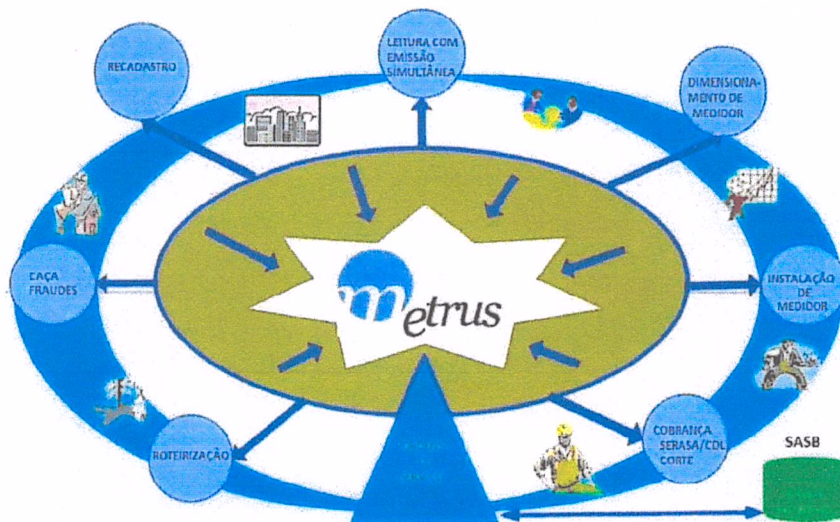 LEITURA COM
EMISSÃO
SIMULTÂNEA
RECADASTRO
DIMENSIONA-
MENTO DE
MEDIDOR
CAÇA
FRAUDES
metrus
INSTALAÇÃO
DE
MEDIDOR
ROTEIRIZAÇÃO
COBRANÇA
SERASA/CDL
CORTE
SASB